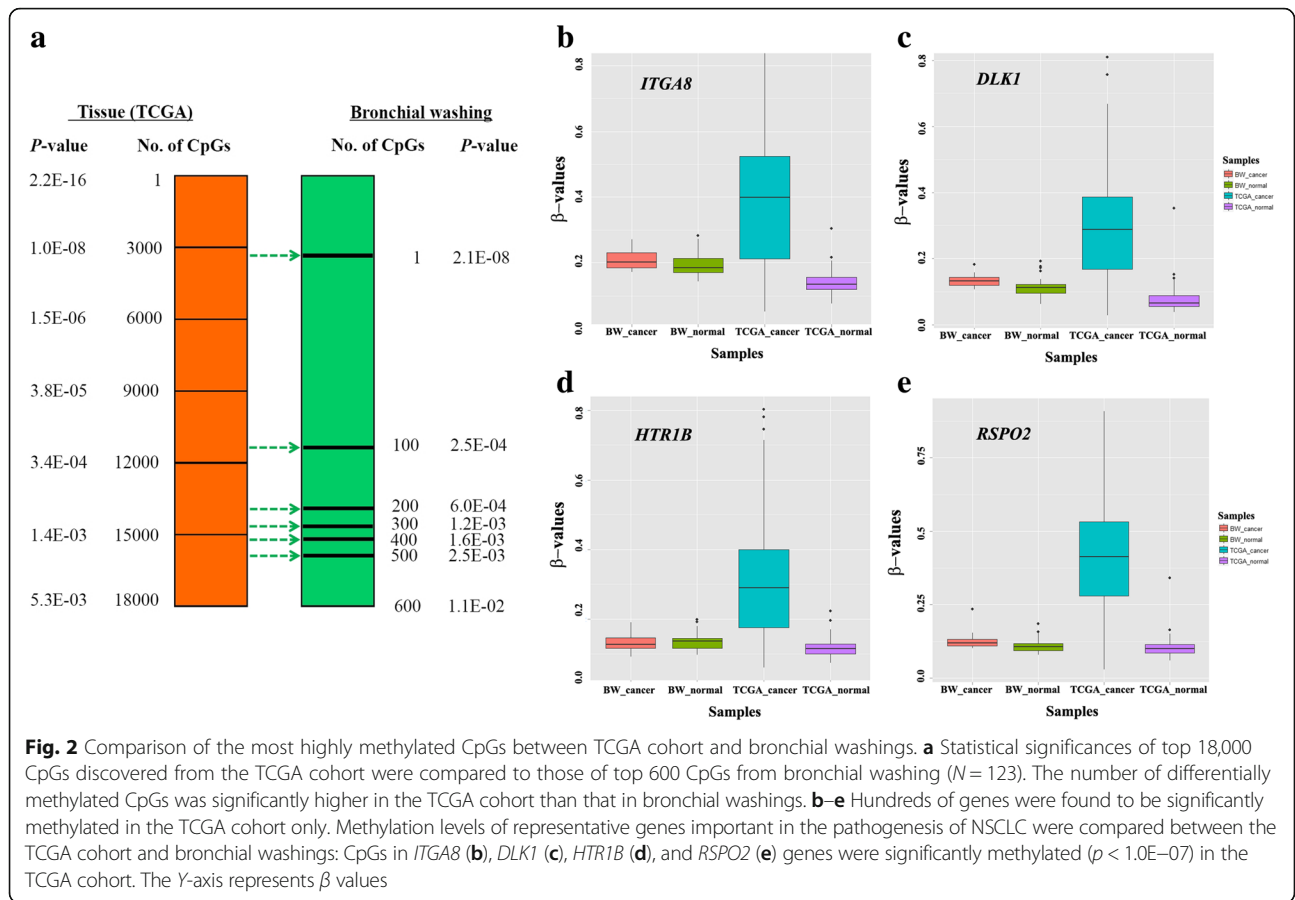 a
Tissue (TCGA)
Bronchial washing
P-value No. of CpGs
No. of CpGs P-value
2.2E-16 1
1.0E-08 3000
1 2.1E-08
1.5E-06 6000
3.8E-05 9000
100 2.5E-04
3.4E-04 12000
200 6.0E-04
300 1.2E-03
1.4E-03 15000
400 1.6E-03
500 2.5E-03
5.3E-03 18000
600 1.1E-02
b
ITGA8
β−values
0.8
0.6
0.4
0.2
0.0
BW_cancer BW_normal TCGA_cancer TCGA_normal
Samples
c
DLK1
β−values
0.8
0.6
0.4
0.2
0.0
BW_cancer BW_normal TCGA_cancer TCGA_normal
Samples
Samples
BW_cancer
BW_normal
TCGA_cancer
TCGA_normal
d
HTR1B
β−values
0.8
0.6
0.4
0.2
0.0
BW_cancer BW_normal TCGA_cancer TCGA_normal
Samples
e
RSPO2
β−values
0.75
0.5
0.25
0.0
BW_cancer BW_normal TCGA_cancer TCGA_normal
Samples
Samples
BW_cancer
BW_normal
TCGA_cancer
TCGA_normal
Fig. 2 Comparison of the most highly methylated CpGs between TCGA cohort and bronchial washings. a Statistical significances of top 18,000
CpGs discovered from the TCGA cohort were compared to those of top 600 CpGs from bronchial washing (N = 123). The number of differentially
methylated CpGs was significantly higher in the TCGA cohort than that in bronchial washings. b–e Hundreds of genes were found to be significantly
methylated in the TCGA cohort only. Methylation levels of representative genes important in the pathogenesis of NSCLC were compared between the
TCGA cohort and bronchial washings: CpGs in ITGA8 (b), DLK1 (c), HTR1B (d), and RSPO2 (e) genes were significantly methylated (p < 1.0E−07) in the
TCGA cohort. The Y-axis represents β values